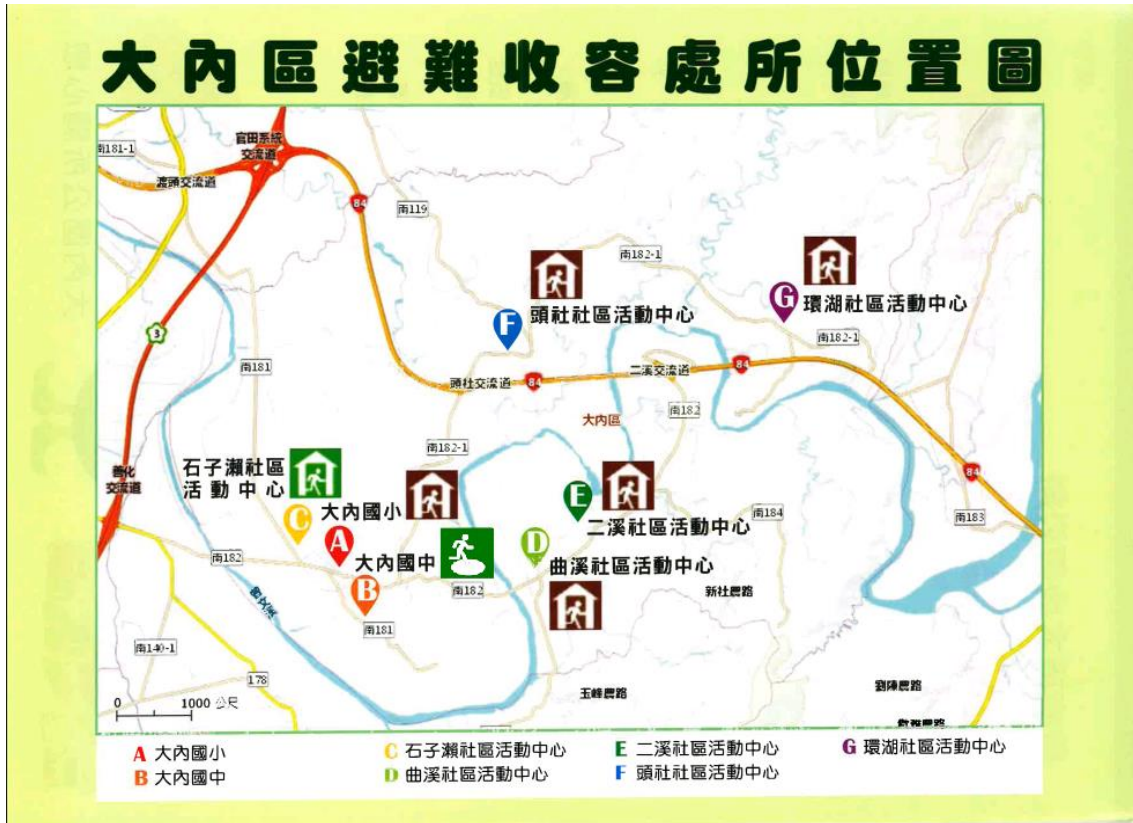 大內區避難收容處所位置圖
官田系統
交流道
南181-1
渡頭交流道
84
南119
南182-1
頭社社區活動中心
F
G
環湖社區活動中心
南182-1
3
南181
頭社交流道
84
二溪交流道
84
大內區
南182
南182-1
善化
交流道
石子瀨社區
活動中心
84
C
大內國小
E
二溪社區活動中心
南184
南183
A
大內國中
D
曲溪社區活動中心
南182
B
南182
新社農路
曾文溪
南181
南140-1
178
玉峰農路
劉陳農路
0 1000 公尺
A 大內國小
B 大內國中
C 石子瀨社區活動中心
D 曲溪社區活動中心
E 二溪社區活動中心
F 頭社社區活動中心
G 環湖社區活動中心